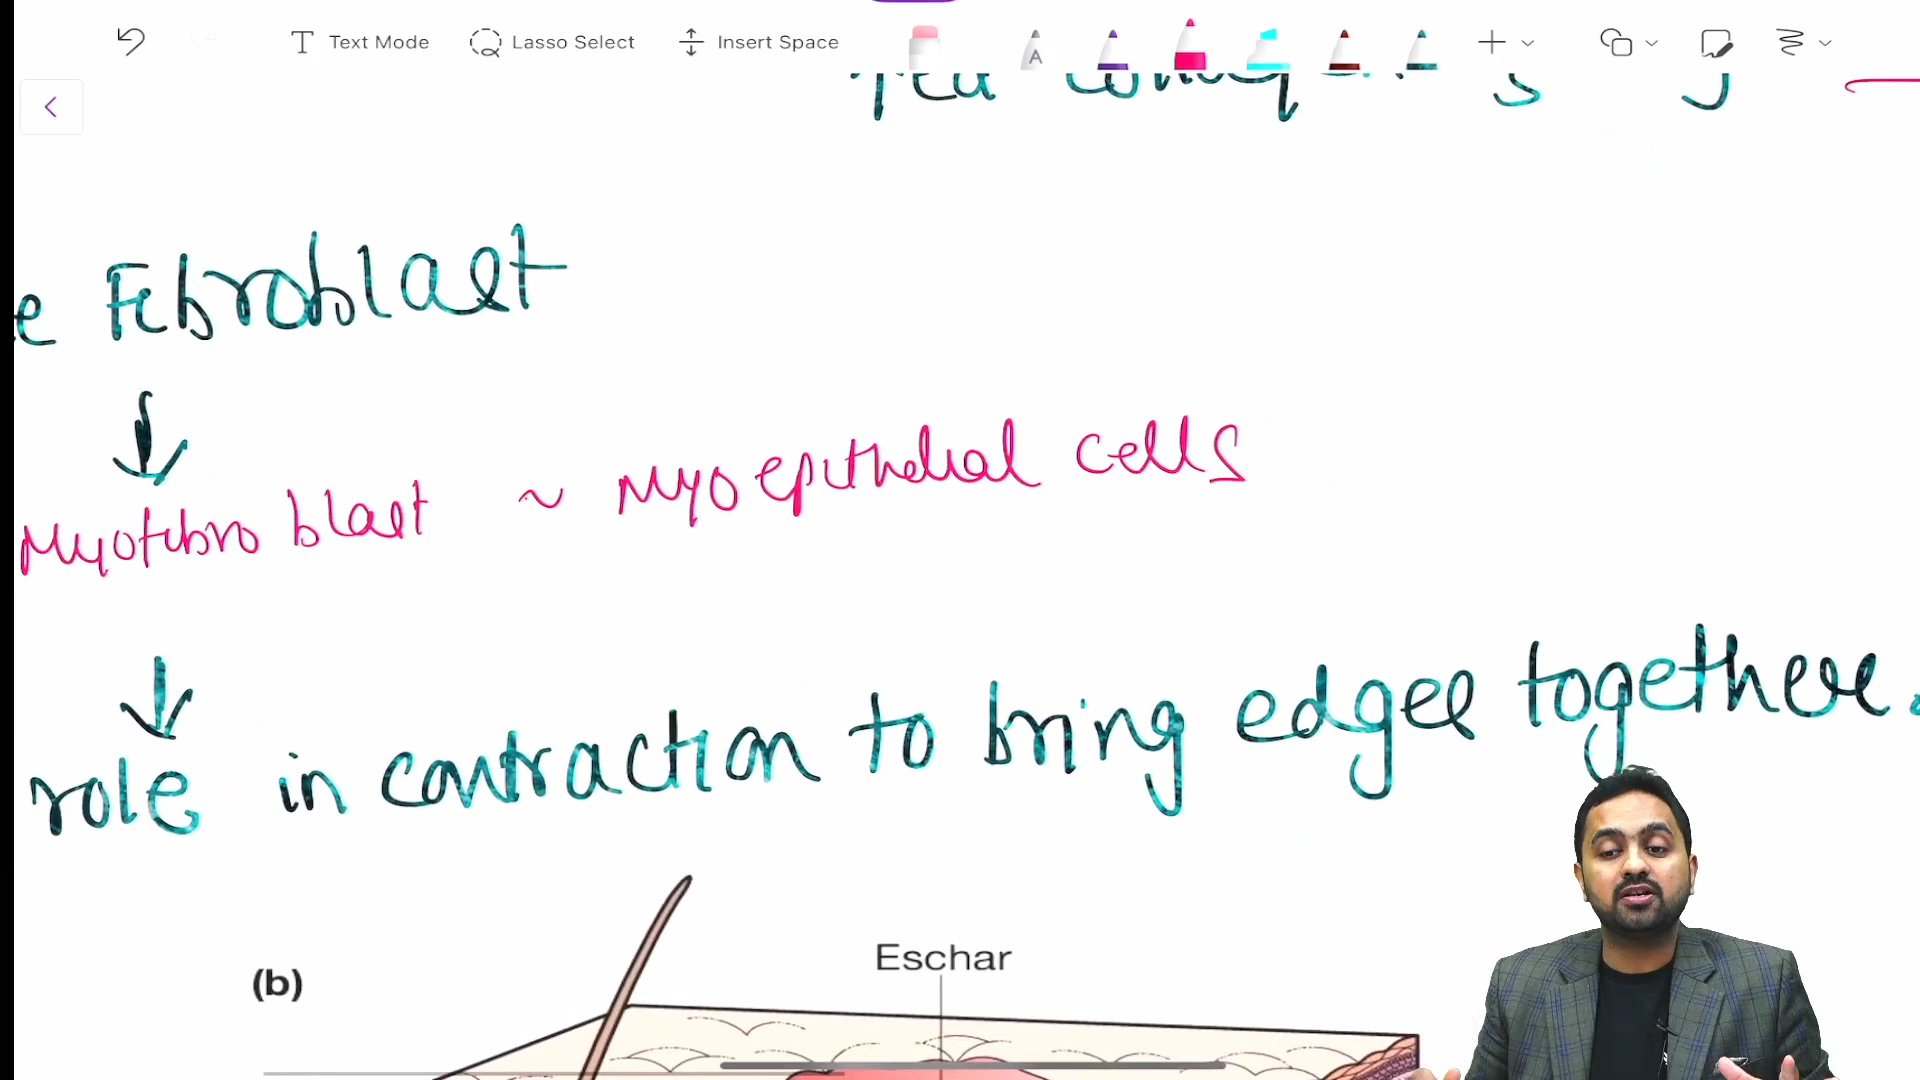 Text Mode Lasso Select Insert Space
e Fibroblast
Myofibroblast ~ Myoepithelial cells
role in contraction to bring edges together.
Eschar
(b)